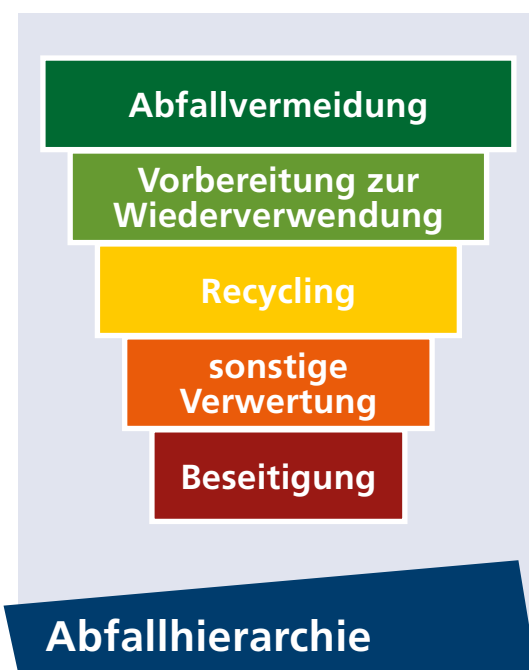 Abfallvermeidung
Vorbereitung zur
Wiederverwendung
Recycling
sonstige
Verwertung
Beseitigung
Abfallhierarchie